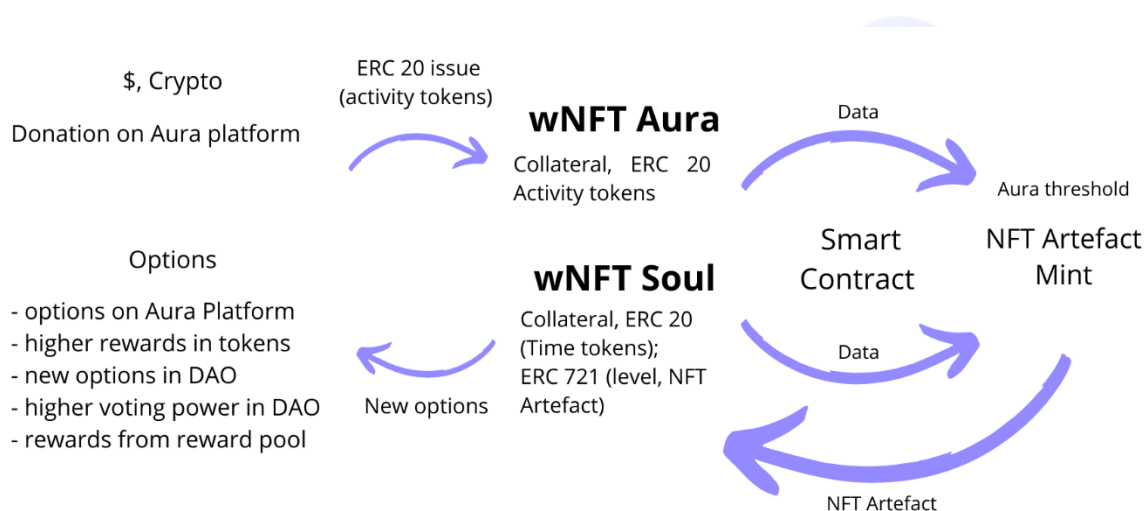 $, Crypto
Donation on Aura platform
ERC 20 issue
(activity tokens)
wNFT Aura
Collateral, ERC 20
Activity tokens
Data
Aura threshold
NFT Artefact
Mint
Smart
Contract
Options
- options on Aura Platform
- higher rewards in tokens
- new options in DAO
- higher voting power in DAO
- rewards from reward pool
New options
wNFT Soul
Collateral, ERC 20
(Time tokens);
ERC 721 (level, NFT
Artefact)
Data
NFT Artefact